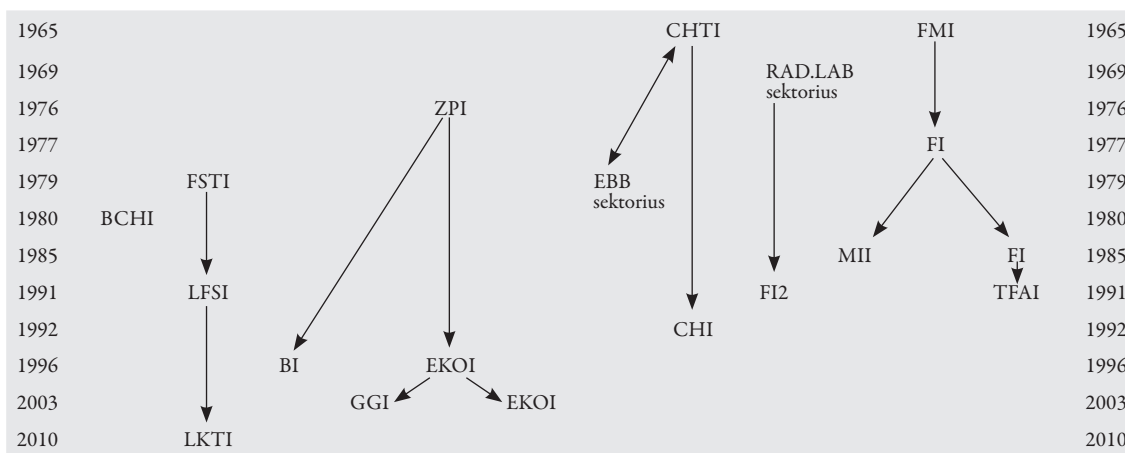 1965 CHTI FMI 1965
1969 RAD.LAB 1969
sektorius
1976 ZPI 1976
1977 FI 1977
1979 FSTI EBB 1979
sektorius
1980 BCHI 1980
1985 MII FI 1985
1991 LFSI FI2 TFAI 1991
1992 CHI 1992
1996 BI EKOI 1996
2003 GGI EKOI 2003
2010 LKTI 2010